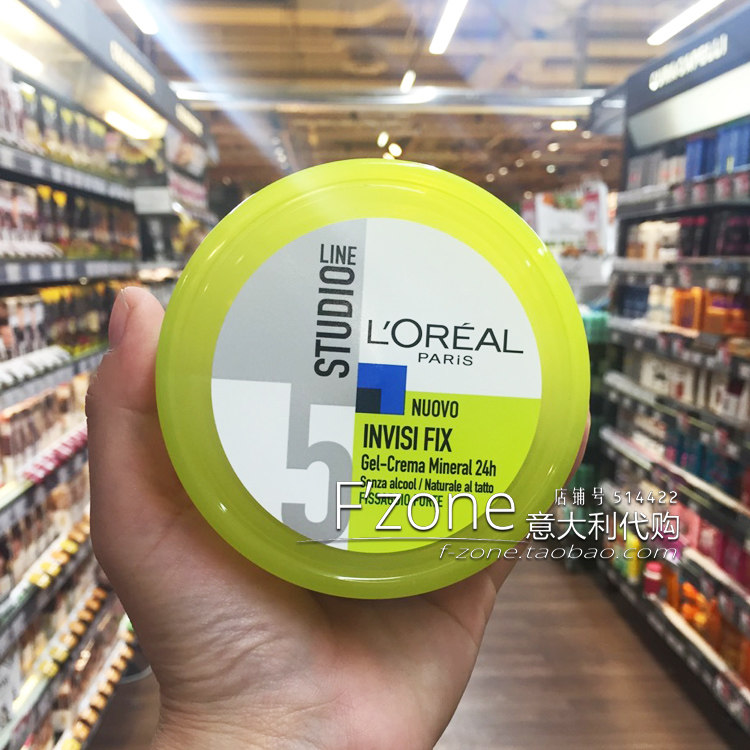 STUDIO LINE
L'ORÉAL
PARIS
5
NUOVO
INVISI FIX
Gel-Crema Mineral 24h
Senza alcool / Naturale al tatto
FISSAGGIO FORTE
F'zone
店铺号 514422
意大利代购
f-zone.taobao.com